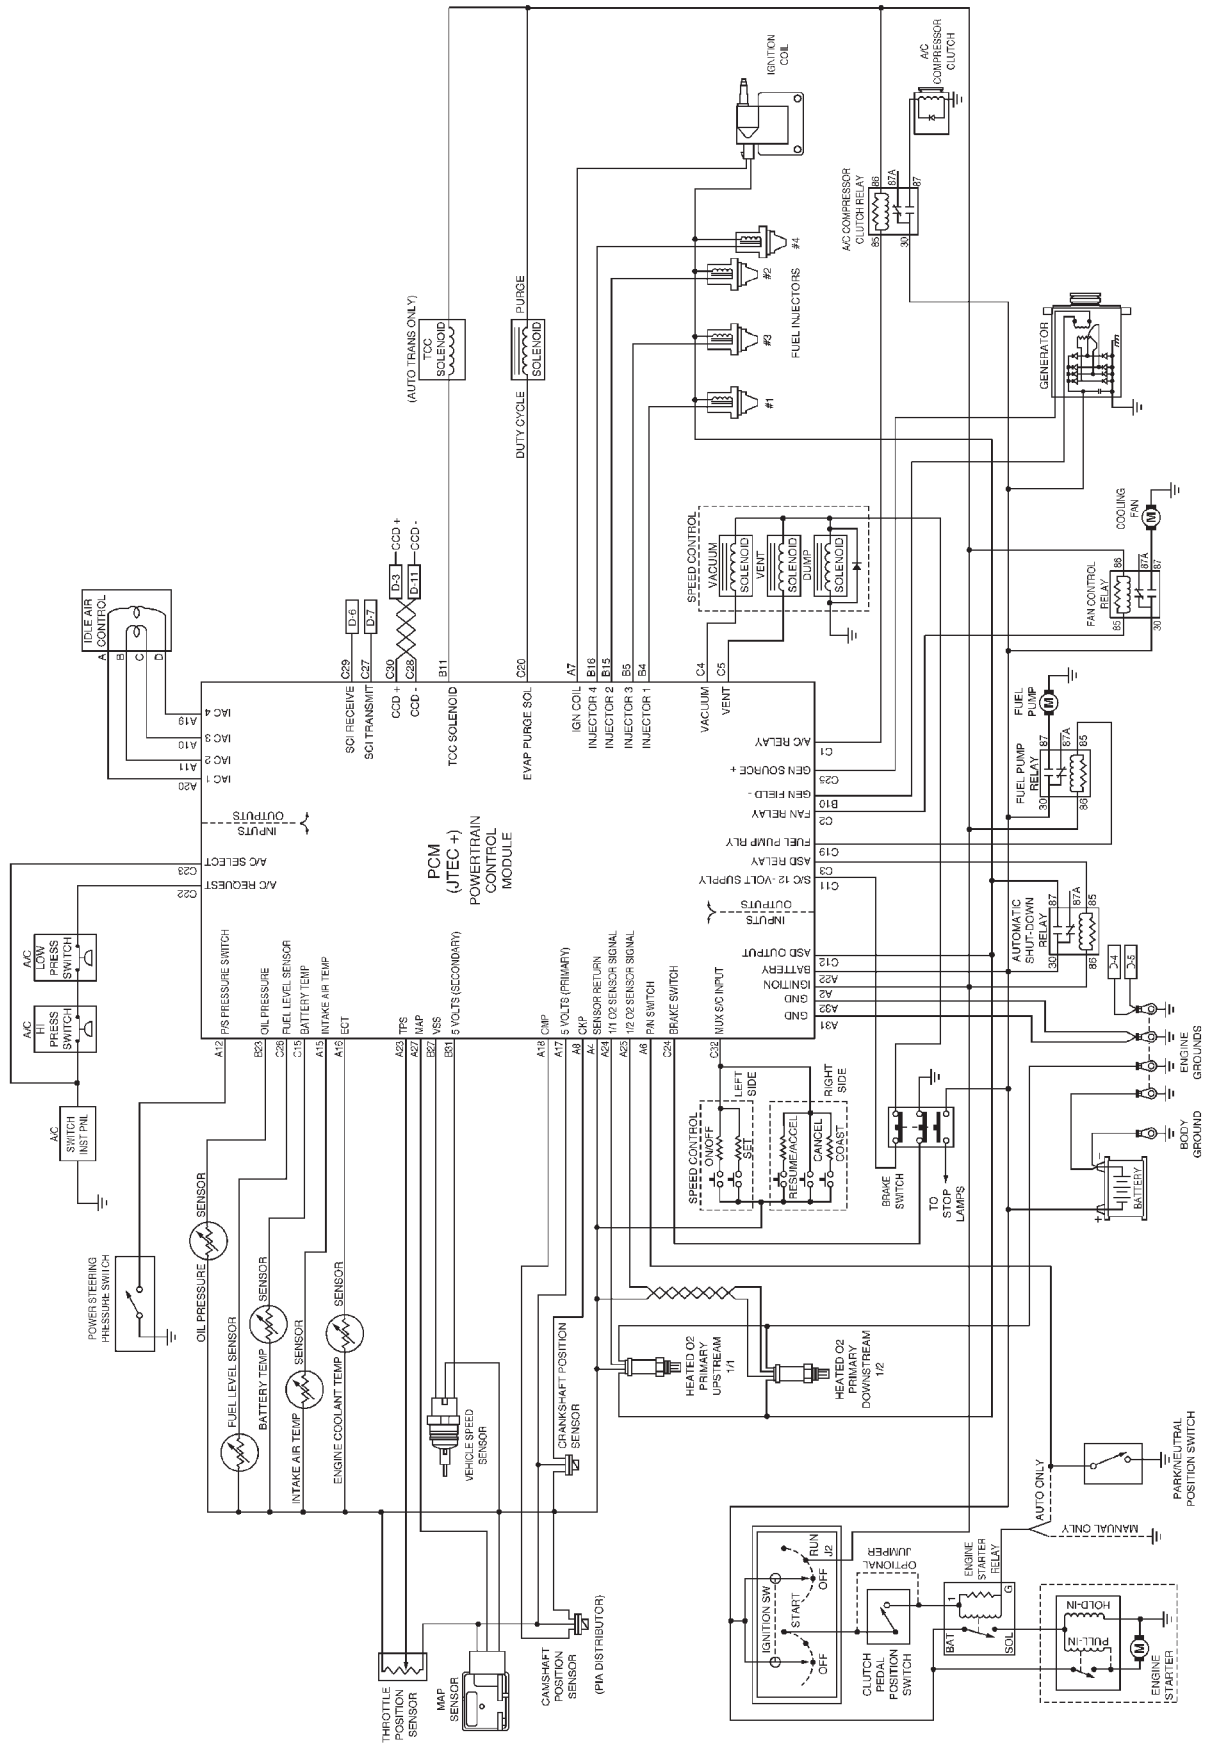 IGNITION
COIL
A/C
COMPRESSOR
CLUTCH
A/C COMPRESSOR
CLUTCH RELAY
86
87A
87
85
30
#4
#2
#3
#1
FUEL INJECTORS
(AUTO TRANS ONLY)
TCC
SOLENOID
PURGE
SOLENOID
DUTY CYCLE
GENERATOR
COOLING
FAN
M
FAN CONTROL
RELAY
86
87A
87
85
30
SPEED CONTROL
VACUUM
SOLENOID
VENT
SOLENOID
DUMP
SOLENOID
IDLE AIR
CONTROL
A
B
C
D
D-6
D-7
D-3
D-11
CCD +
CCD -
C29
C27
C30
C28
B11
C20
A7
B16
B15
B5
B4
C4
C5
SCI RECEIVE
SCI TRANSMIT
CCD +
CCD -
TCC SOLENOID
EVAP PURGE SOL
IGN COIL
INJECTOR 4
INJECTOR 2
INJECTOR 3
INJECTOR 1
VACUUM
VENT
A19
IAC 4
A10
IAC 3
A11
IAC 2
A20
IAC 1
OUTPUTS
INPUTS
C23
A/C SELECT
C22
A/C REQUEST
PCM
(JTEC +)
POWERTRAIN
CONTROL
MODULE
A/C RELAY
C1
GEN SOURCE +
C25
GEN FIELD -
B10
FAN RELAY
C2
FUEL PUMP RLY
C19
ASD RELAY
C3
S/C 12 - VOLT SUPPLY
C11
OUTPUTS
INPUTS
ASD OUTPUT
C12
BATTERY
A22
IGNITION
A2
GND
A32
GND
A31
FUEL
PUMP
M
FUEL PUMP
RELAY
87
87A
85
30
86
AUTOMATIC
SHUT-DOWN
RELAY
87
87A
85
30
86
D-4
D-5
ENGINE
GROUNDS
BODY
GROUND
BATTERY
+
-
A/C
LOW
PRESS
SWITCH
A/C
HI
PRESS
SWITCH
A/C
SWITCH
INST PNL
P/S PRESSURE SWITCH
OIL PRESSURE
FUEL LEVEL SENSOR
BATTERY TEMP
INTAKE AIR TEMP
ECT
TPS
MAP
VSS
5 VOLTS (SECONDARY)
CMP
5 VOLTS (PRIMARY)
CKP
SENSOR RETURN
1/1 O2 SENSOR SIGNAL
1/2 O2 SENSOR SIGNAL
P/N SWITCH
BRAKE SWITCH
MUX S/C INPUT
A12
B23
C26
C15
A15
A16
A23
A27
B27
B31
A18
A17
A8
A4
A24
A25
A6
C24
C32
POWER STEERING
PRESSURE SWITCH
OIL PRESSURE SENSOR
FUEL LEVEL SENSOR
BATTERY TEMP SENSOR
INTAKE AIR TEMP SENSOR
ENGINE COOLANT TEMP SENSOR
VEHICLE SPEED
SENSOR
CRANKSHAFT POSITION
SENSOR
HEATED O2
PRIMARY
UPSTREAM
1/1
HEATED O2
PRIMARY
DOWNSTREAM
1/2
SPEED CONTROL
ON/OFF
SET
LEFT
SIDE
RESUME/ACCEL
CANCEL
COAST
RIGHT
SIDE
BRAKE
SWITCH
TO
STOP
LAMPS
THROTTLE
POSITION
SENSOR
MAP
SENSOR
CAMSHAFT
POSITION
SENSOR
(PIA DISTRIBUTOR)
IGNITION SW
OFF
START
OFF
RUN
J2
CLUTCH
PEDAL
POSITION
SWITCH
OPTIONAL
JUMPER
ENGINE
STARTER
RELAY
BAT
1
SOL
G
AUTO ONLY
MANUAL ONLY
PARK/NEUTRAL
POSITION SWITCH
PULL-IN
HOLD-IN
M
ENGINE
STARTER